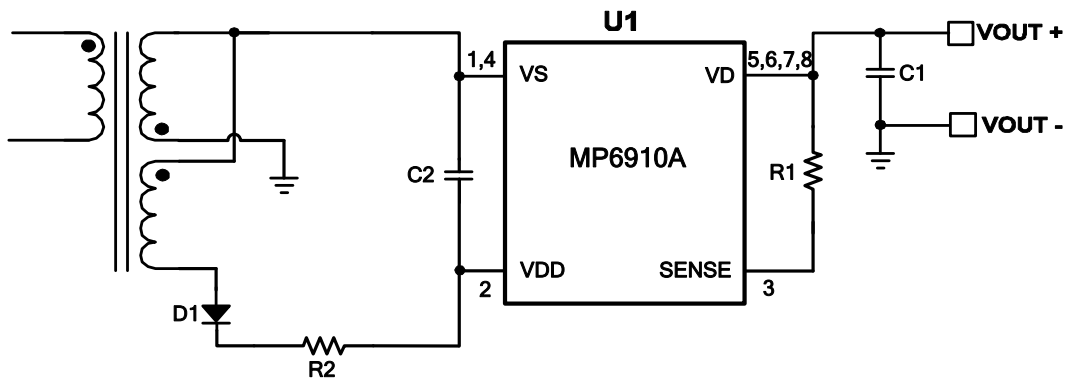 U1
VOUT +
1,4
VS
VD
5,6,7,8
C1
VOUT -
MP6910A
C2
R1
VDD
SENSE
2
3
D1
R2